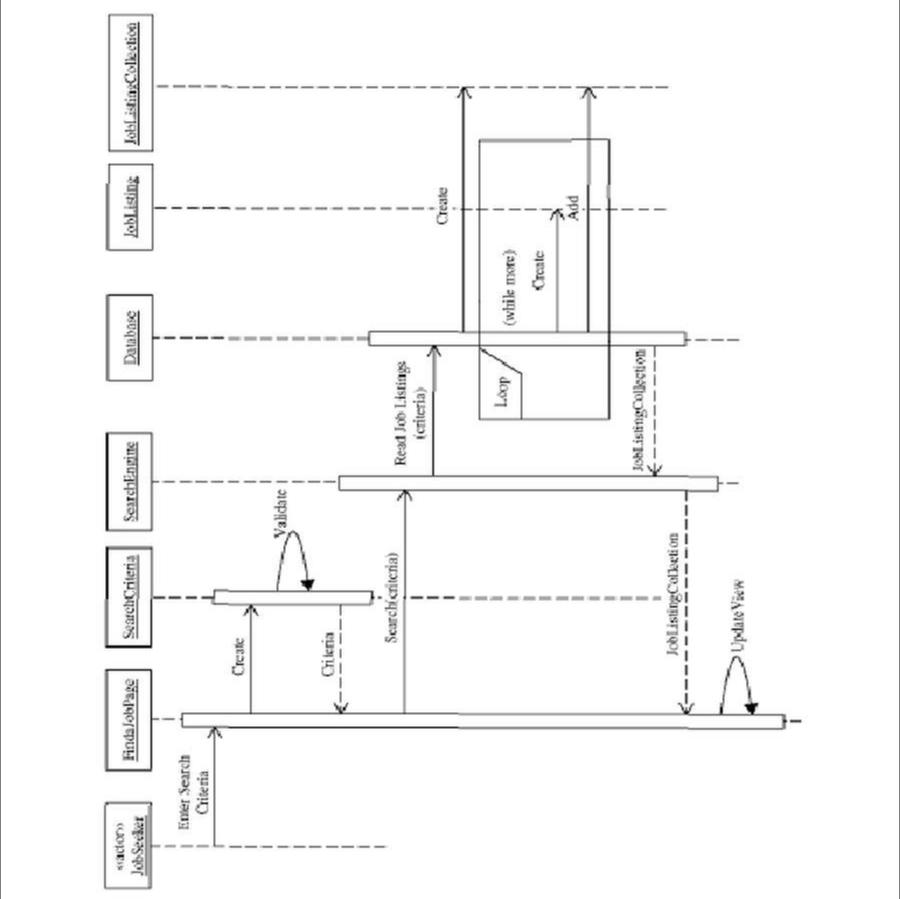 «actor»
JobSeeker
FindaJobPage
SearchCriteria
SearchEngine
Database
JobListing
JobListingCollection
Enter Search
Criteria
Create
Validate
Criteria
Search(criteria)
Read Job Listings
(criteria)
Create
Loop
(while more)
Create
Add
JobListingCollection
JobListingCollection
UpdateView